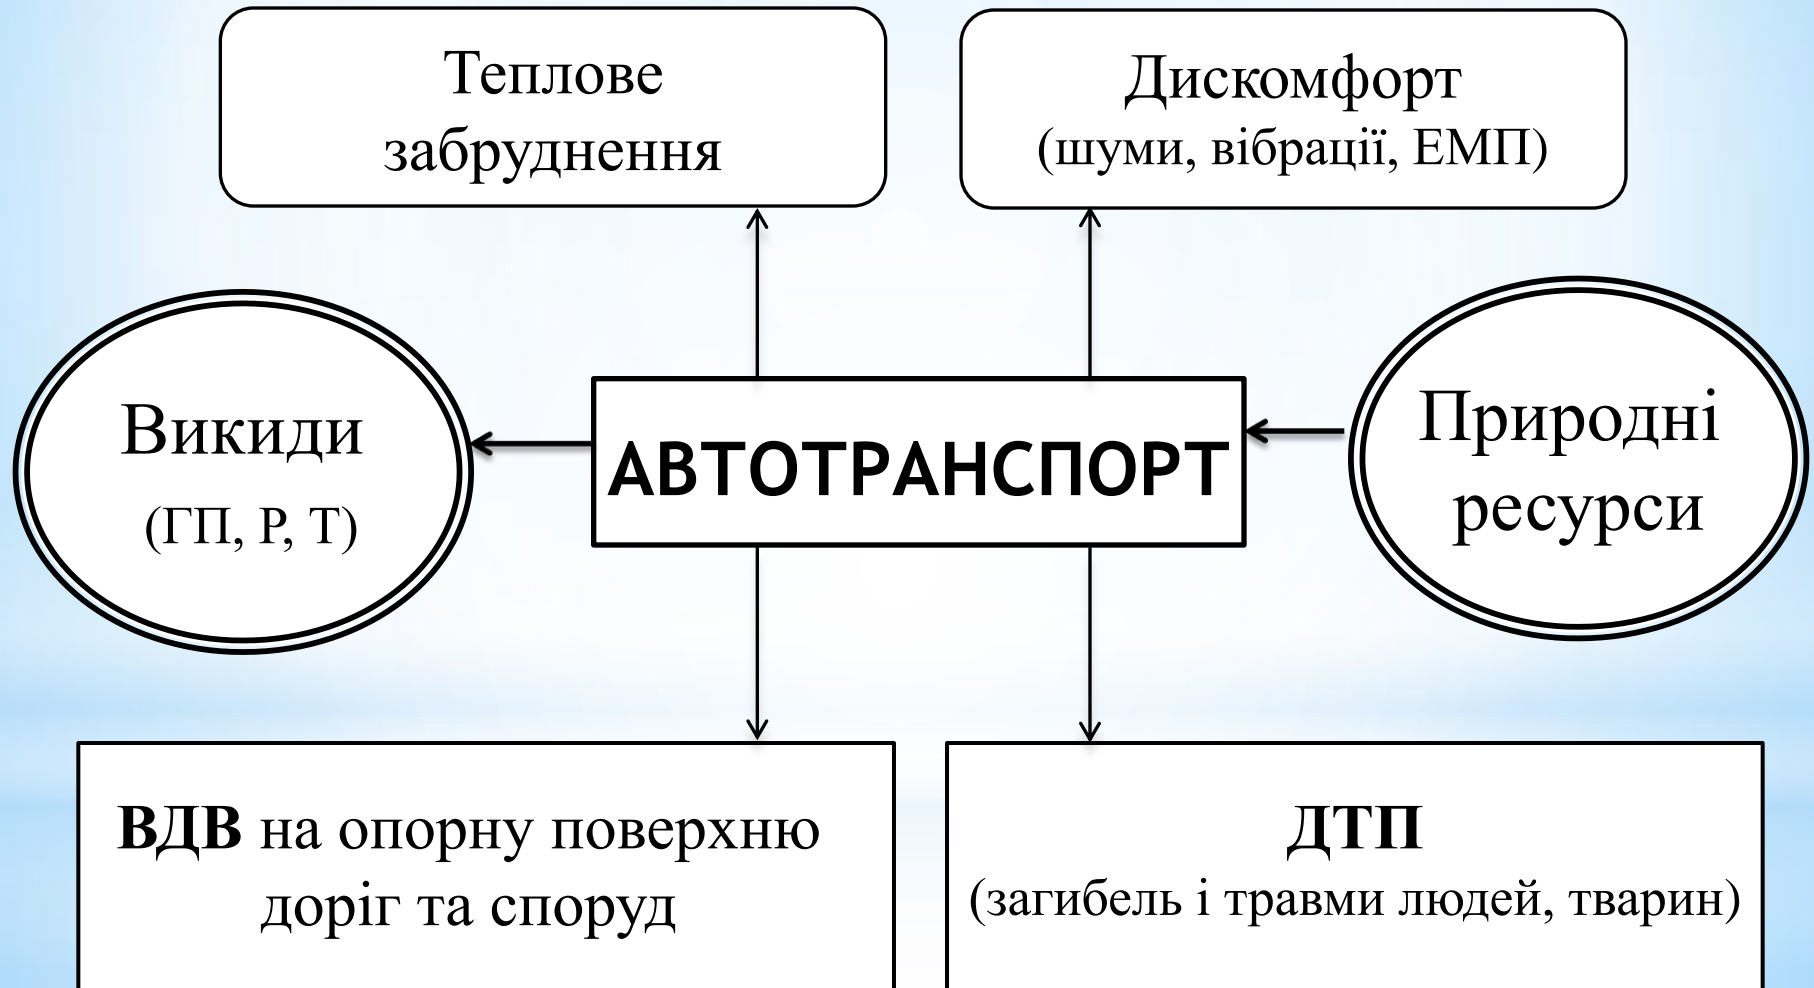 Теплове
забруднення
Дискомфорт
(шуми, вібрації, ЕМП)
Викиди
(ГП, Р, Т)
АВТОТРАНСПОРТ
Природні
ресурси
ВДВ на опорну поверхню
доріг та споруд
ДТП
(загибель і травми людей, тварин)